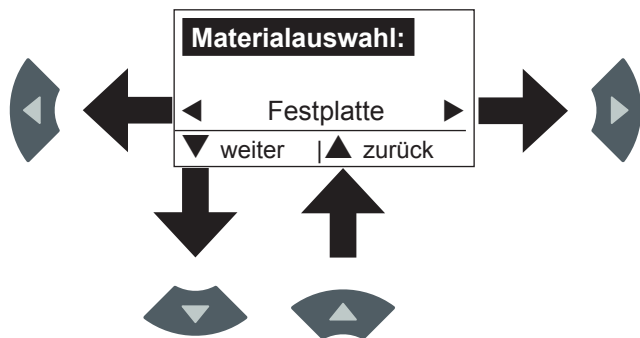 Materialauswahl:
◀ Festplatte ▶
▼ weiter |▲ zurück